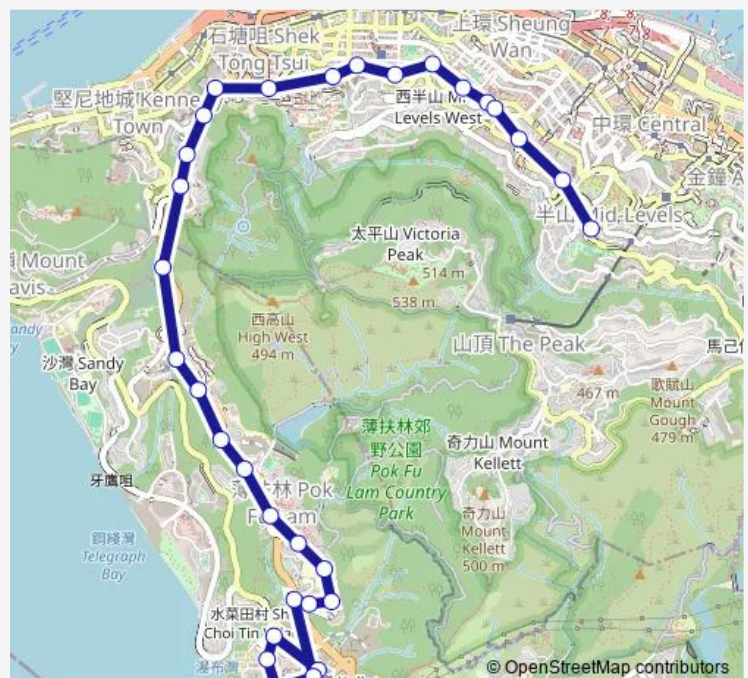 石塘咀 Shek
Tong Tsui
上環 Sheung
Wan
堅尼地城 Kenne
Town
西半山 M
Levels West
中環 Central
金鐘 A
半山 Mid Levels
太平山 Victoria
Peak
514 m
538 m
Mount
avis
西高山
High West
494 m
山頂 The Peak
沙灣 Sandy
Bay
467 m
歌賦山
Mount
Gough
479 m
薄扶林郊
野公園
Pok Fu
Lam Country
Park
奇力山 Mount
Kellett
牙鷹咀
薄扶林 Pok
Fu Lam
奇力山
Mount
Kellett
500 m
鋼綫灣
Telegraph
Bay
水菜田村 Sh
Choi Tin
瀑布灣
© OpenStreetMap contributors